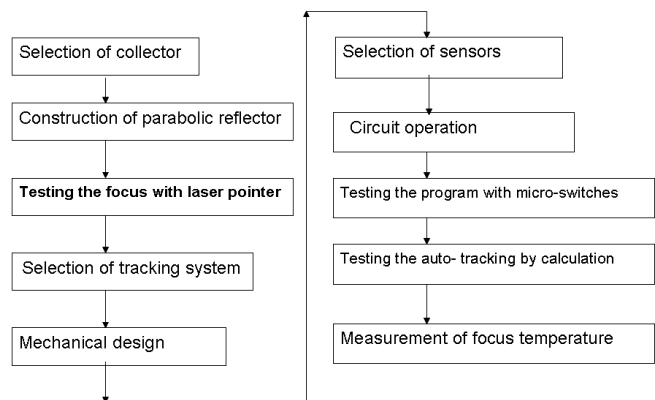 Selection of collector
Construction of parabolic reflector
Testing the focus with laser pointer
Selection of tracking system
Mechanical design
Selection of sensors
Circuit operation
Testing the program with micro-switches
Testing the auto- tracking by calculation
Measurement of focus temperature